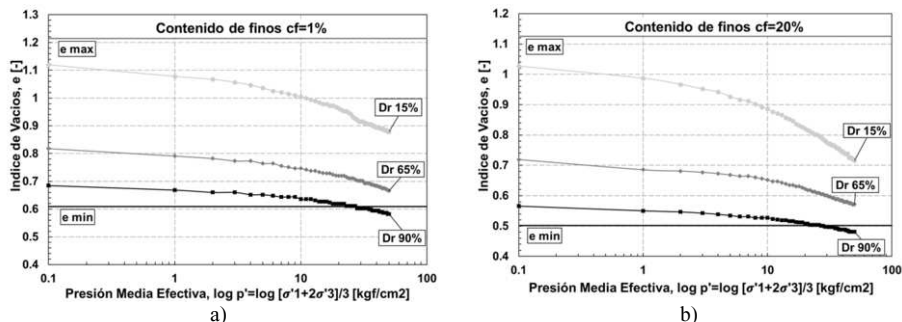 Contenido de finos cf=1%
e max
Dr 15%
Dr 65%
e min
Dr 90%
Indice de Vacios, e [-]
1.3
1.2
1.1
1
0.9
0.8
0.7
0.6
0.5
0.4
0.1
1
10
100
Presión Media Efectiva, log p'=log [σ'1+2σ'3]/3 [kgf/cm2]
a)
Contenido de finos cf=20%
e max
Dr 15%
Dr 65%
e min
Dr 90%
Indice de Vacios, e [-]
1.2
1.1
1
0.9
0.8
0.7
0.6
0.5
0.4
0.1
1
10
100
Presión Media Efectiva, log p'=log [σ'1+2σ'3]/3 [kgf/cm2]
b)